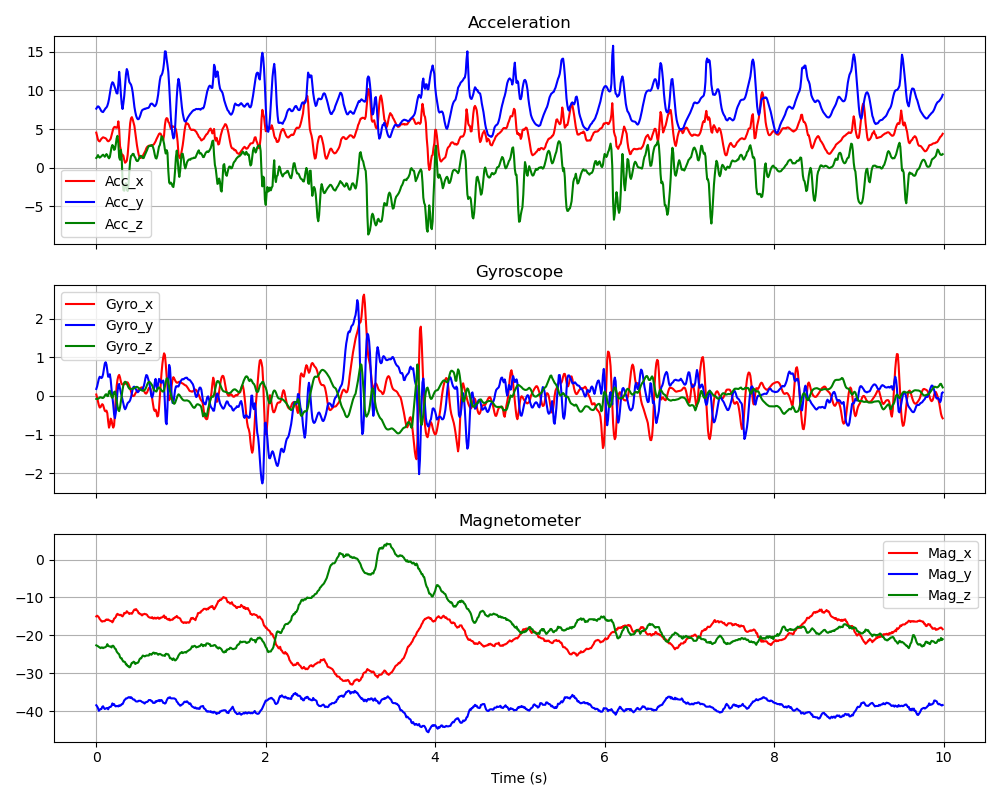 Acceleration
15
10
5
0
−5
Acc_x
Acc_y
Acc_z
Gyroscope
2
1
0
−1
−2
Gyro_x
Gyro_y
Gyro_z
Magnetometer
0
−10
−20
−30
−40
Mag_x
Mag_y
Mag_z
0 2 4 6 8 10
Time (s)